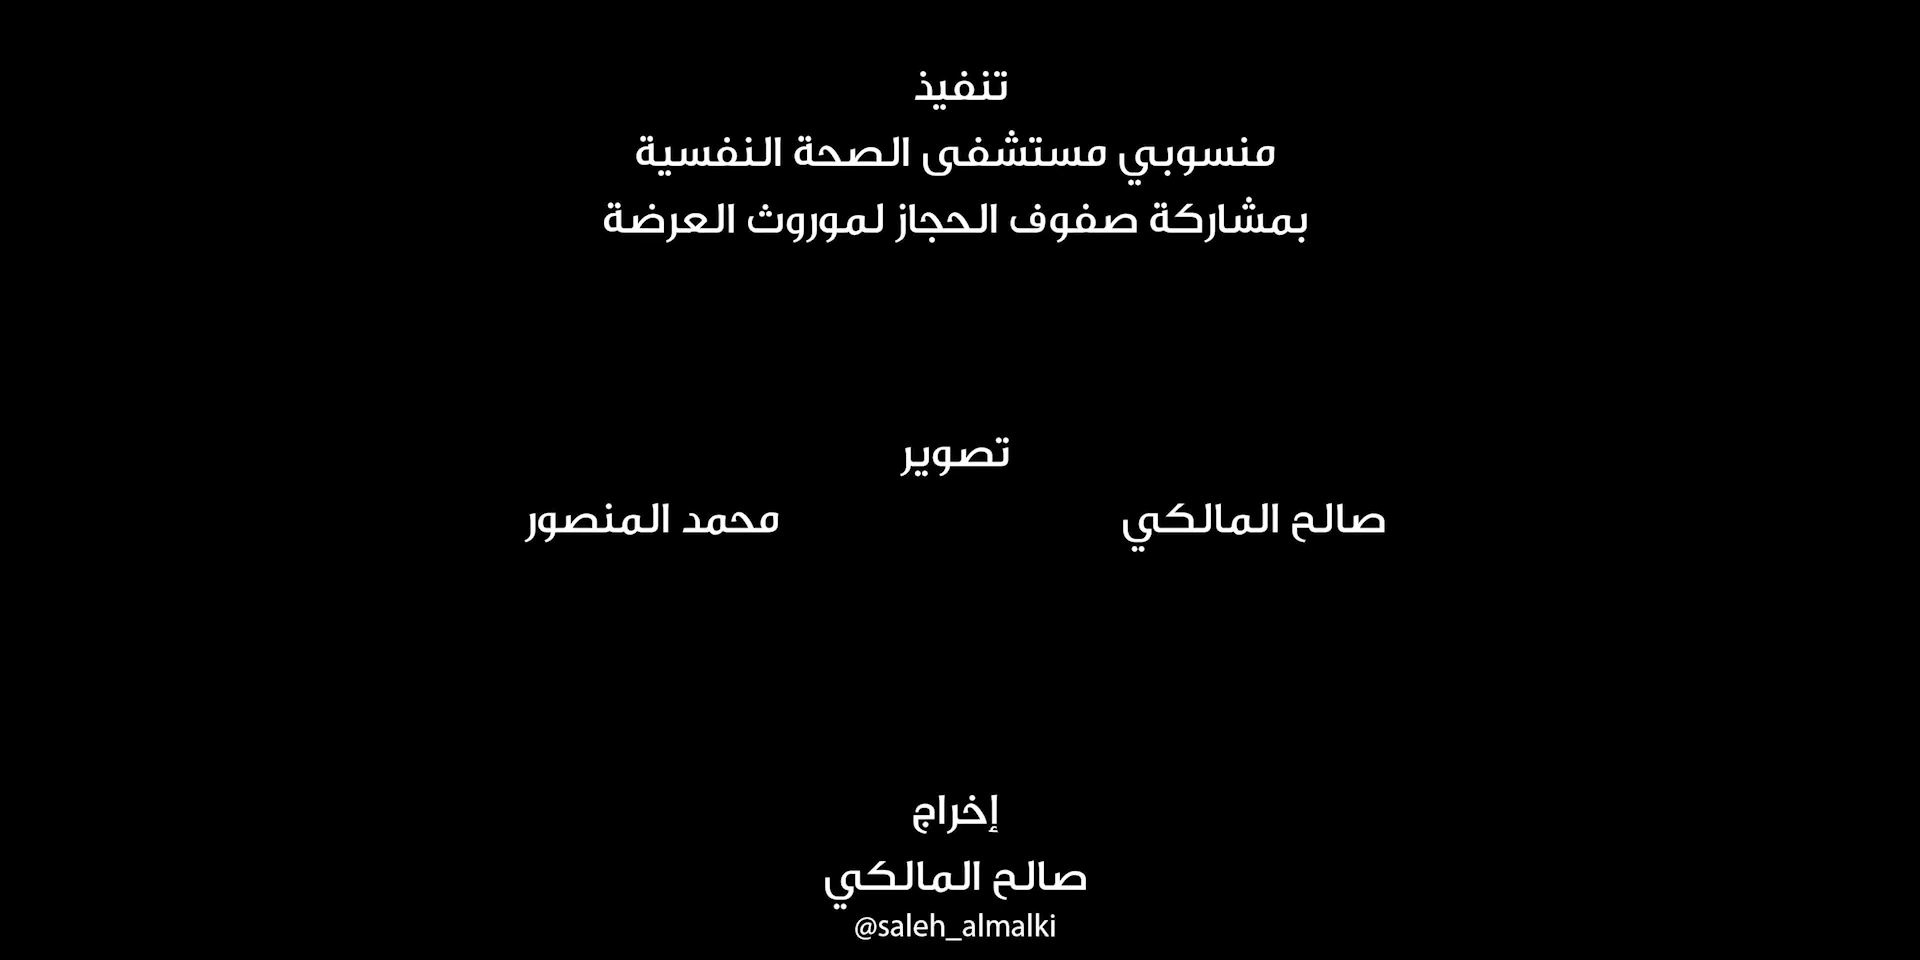 تنفيذ
منسوبي مستشفى الصحة النفسية
بمشاركة صفوف الحجاز لموروث العرضة
تصوير
صالح المالكي محمد المنصور
إخراج
صالح المالكي
@saleh_almalki